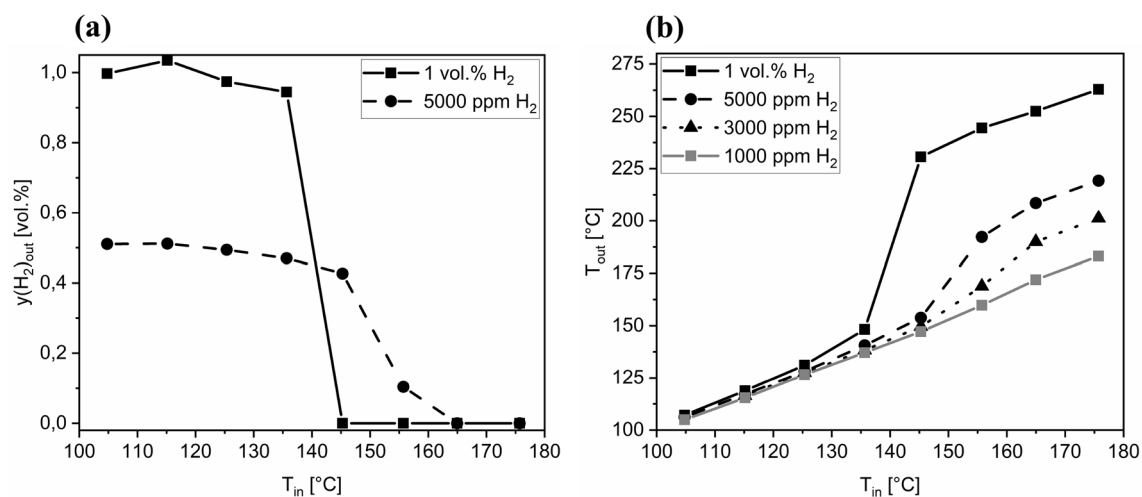 (a)
y(H₂)out [vol.%]
1,0
0,8
0,6
0,4
0,2
0,0
1 vol.% H₂
5000 ppm H₂
100 110 120 130 140 150 160 170 180
Tin [°C]
(b)
Tout [°C]
275
250
225
200
175
150
125
100
1 vol.% H₂
5000 ppm H₂
3000 ppm H₂
1000 ppm H₂
100 110 120 130 140 150 160 170 180
Tin [°C]